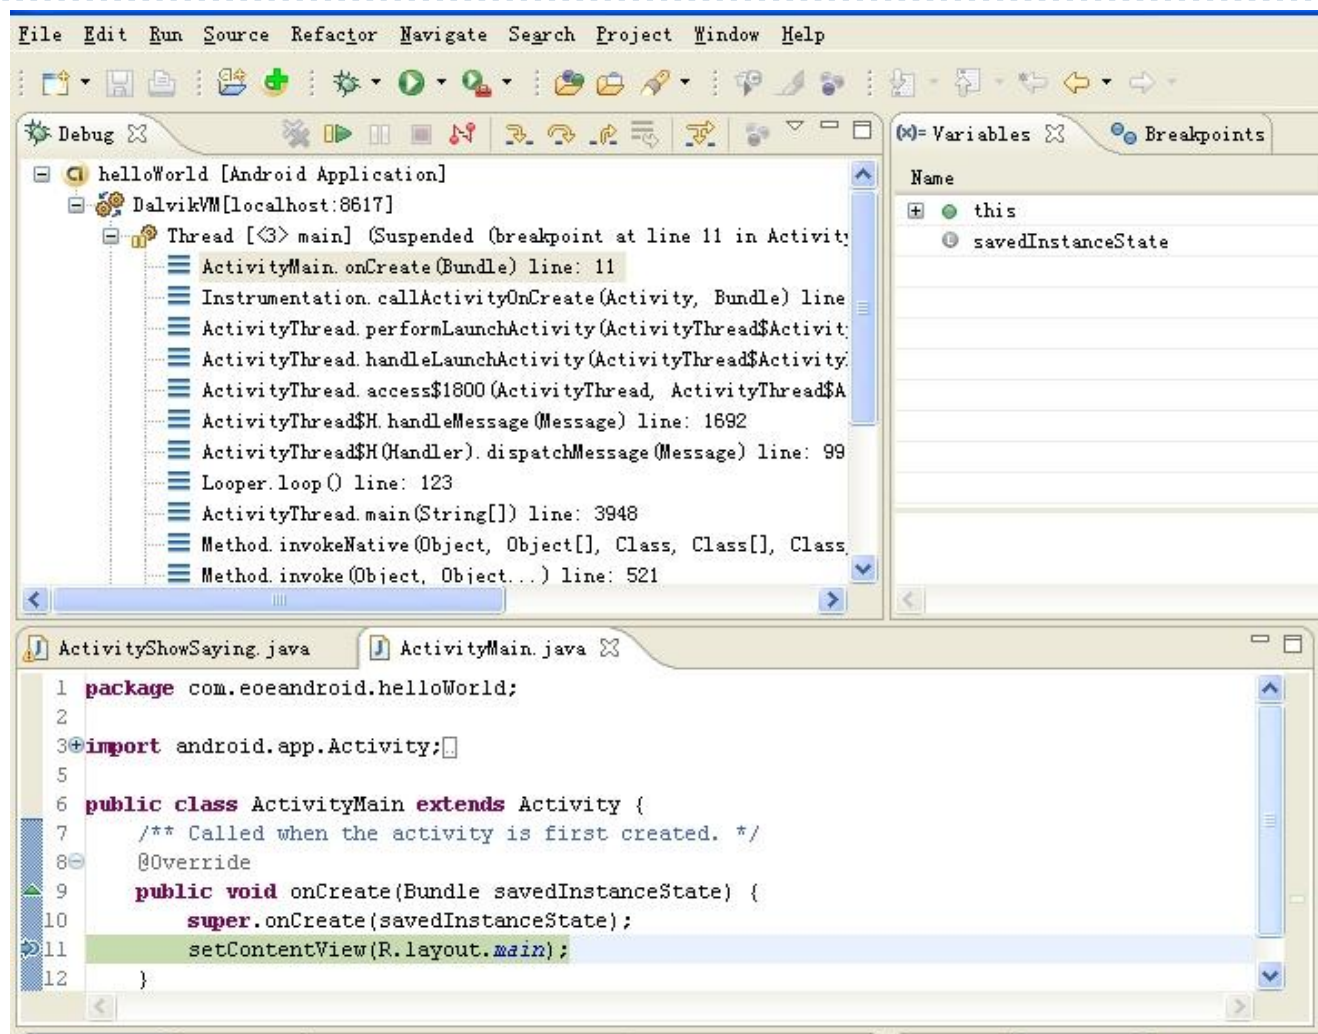 File Edit Run Source Refactor Navigate Search Project Window Help
Debug
(x)= Variables Breakpoints
helloWorld [Android Application]
DalvikVM[localhost:8617]
Thread [<3> main] (Suspended (breakpoint at line 11 in Activity
ActivityMain.onCreate(Bundle) line: 11
Instrumentation.callActivityOnCreate(Activity, Bundle) line
ActivityThread.performLaunchActivity(ActivityThread$Activit
ActivityThread.handleLaunchActivity(ActivityThread$Activity
ActivityThread.access$1800(ActivityThread, ActivityThread$A
ActivityThread$H.handleMessage(Message) line: 1692
ActivityThread$H(Handler).dispatchMessage(Message) line: 99
Looper.loop() line: 123
ActivityThread.main(String[]) line: 3948
Method.invokeNative(Object, Object[], Class, Class[], Class
Method.invoke(Object, Object...) line: 521
Name
this
savedInstanceState
ActivityShowSaying.java ActivityMain.java
1 package com.eoeandroid.helloWorld;
2
3 import android.app.Activity;
5
6 public class ActivityMain extends Activity {
7 /** Called when the activity is first created. */
8 @Override
9 public void onCreate(Bundle savedInstanceState) {
10 super.onCreate(savedInstanceState);
11 setContentView(R.layout.main);
12 }